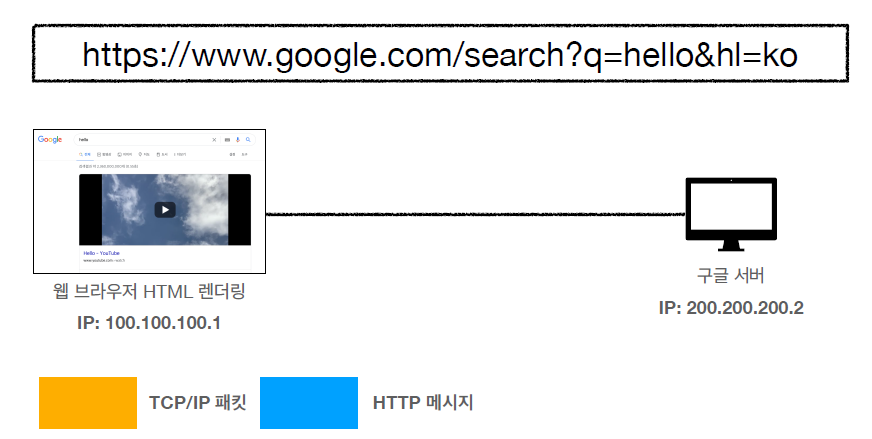 https://www.google.com/search?q=hello&hl=ko
Google
hello
Hello - YouTube
웹 브라우저 HTML 렌더링
IP: 100.100.100.1
구글 서버
IP: 200.200.200.2
TCP/IP 패킷
HTTP 메시지